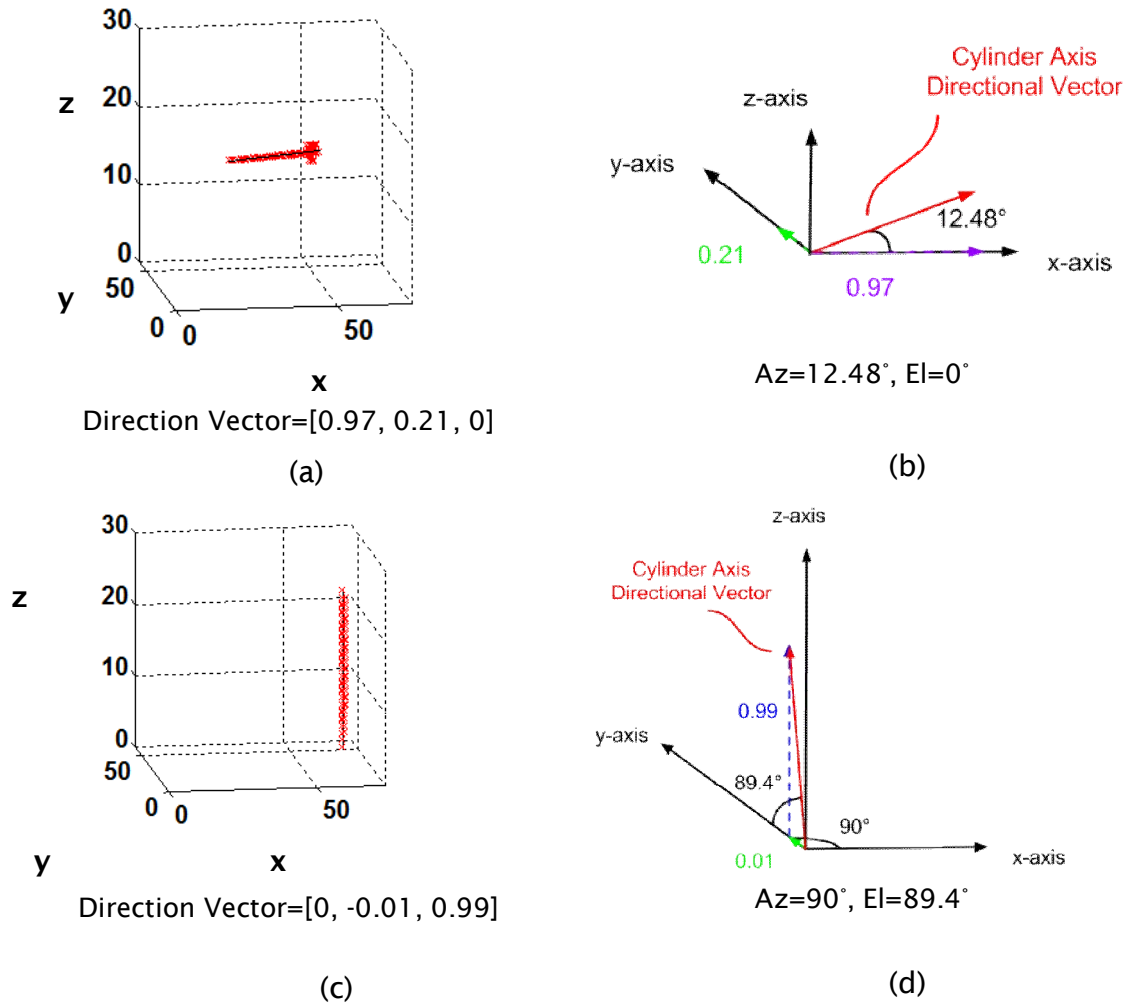 30
z
20
10
0
50
y
0
0
50
x
Direction Vector=[0.97, 0.21, 0]
(a)
Cylinder Axis
Directional Vector
z-axis
y-axis
12.48°
0.21
x-axis
0.97
Az=12.48°, El=0°
(b)
30
z
20
10
0
50
0
0
50
y
x
Direction Vector=[0, -0.01, 0.99]
(c)
z-axis
Cylinder Axis
Directional Vector
0.99
y-axis
89.4°
90°
0.01
x-axis
Az=90°, El=89.4°
(d)